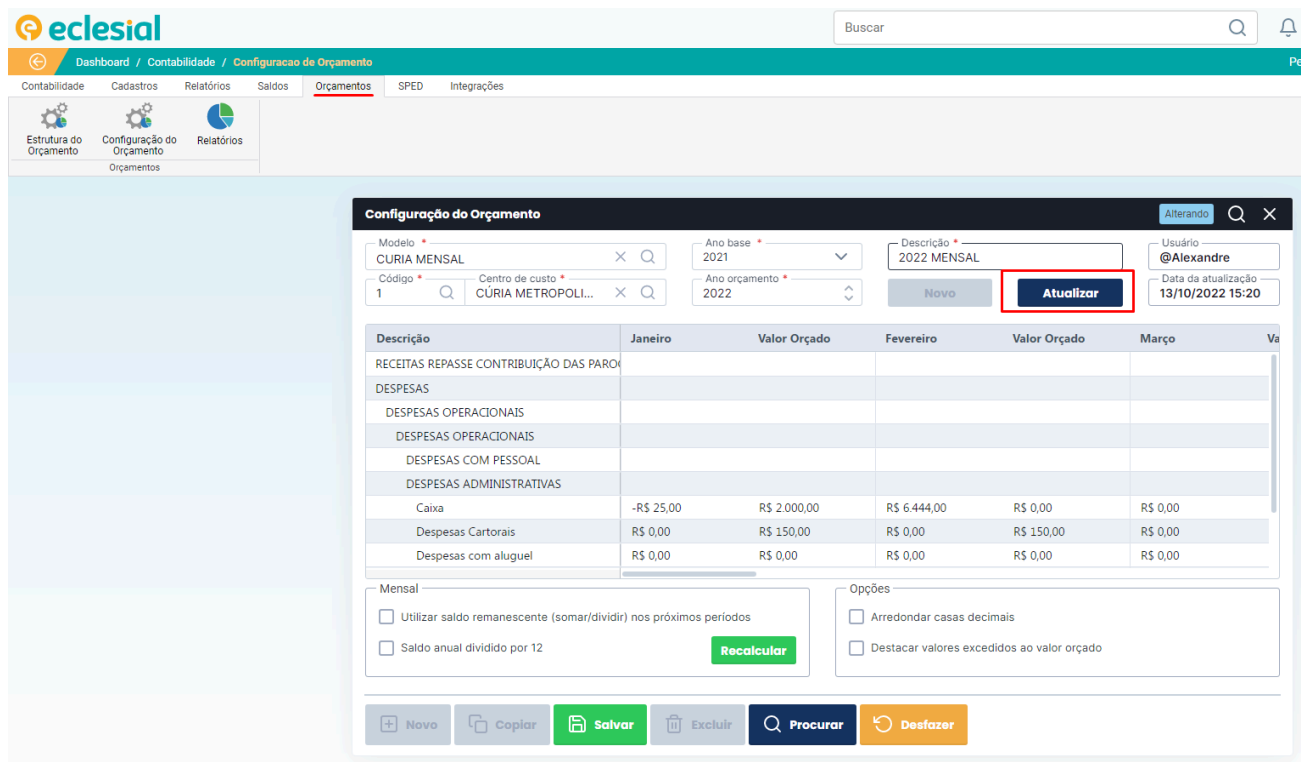 eclesial
Buscar
Dashboard / Contabilidade / Configuracao de Orçamento
Pe
Contabilidade Cadastros Relatórios Saldos Orçamentos SPED Integrações
Estrutura do Orçamento
Configuração do Orçamento
Relatórios
Orçamentos
Configuração do Orçamento
Alterando
Modelo * Ano base * Descrição * Usuário
CURIA MENSAL 2021 2022 MENSAL @Alexandre
Código * Centro de custo * Ano orçamento * Data da atualização
1 CÚRIA METROPOLI... 2022 Novo Atualizar 13/10/2022 15:20
Descrição Janeiro Valor Orçado Fevereiro Valor Orçado Março Va
RECEITAS REPASSE CONTRIBUIÇÃO DAS PARO
DESPESAS
DESPESAS OPERACIONAIS
DESPESAS OPERACIONAIS
DESPESAS COM PESSOAL
DESPESAS ADMINISTRATIVAS
Caixa -R$ 25,00 R$ 2.000,00 R$ 6.444,00 R$ 0,00 R$ 0,00
Despesas Cartorais R$ 0,00 R$ 150,00 R$ 0,00 R$ 150,00 R$ 0,00
Despesas com aluguel R$ 0,00 R$ 0,00 R$ 0,00 R$ 0,00 R$ 0,00
Mensal Opções
Utilizar saldo remanescente (somar/dividir) nos próximos períodos Arredondar casas decimais
Saldo anual dividido por 12 Recalcular Destacar valores excedidos ao valor orçado
Novo Copiar Salvar Excluir Procurar Desfazer